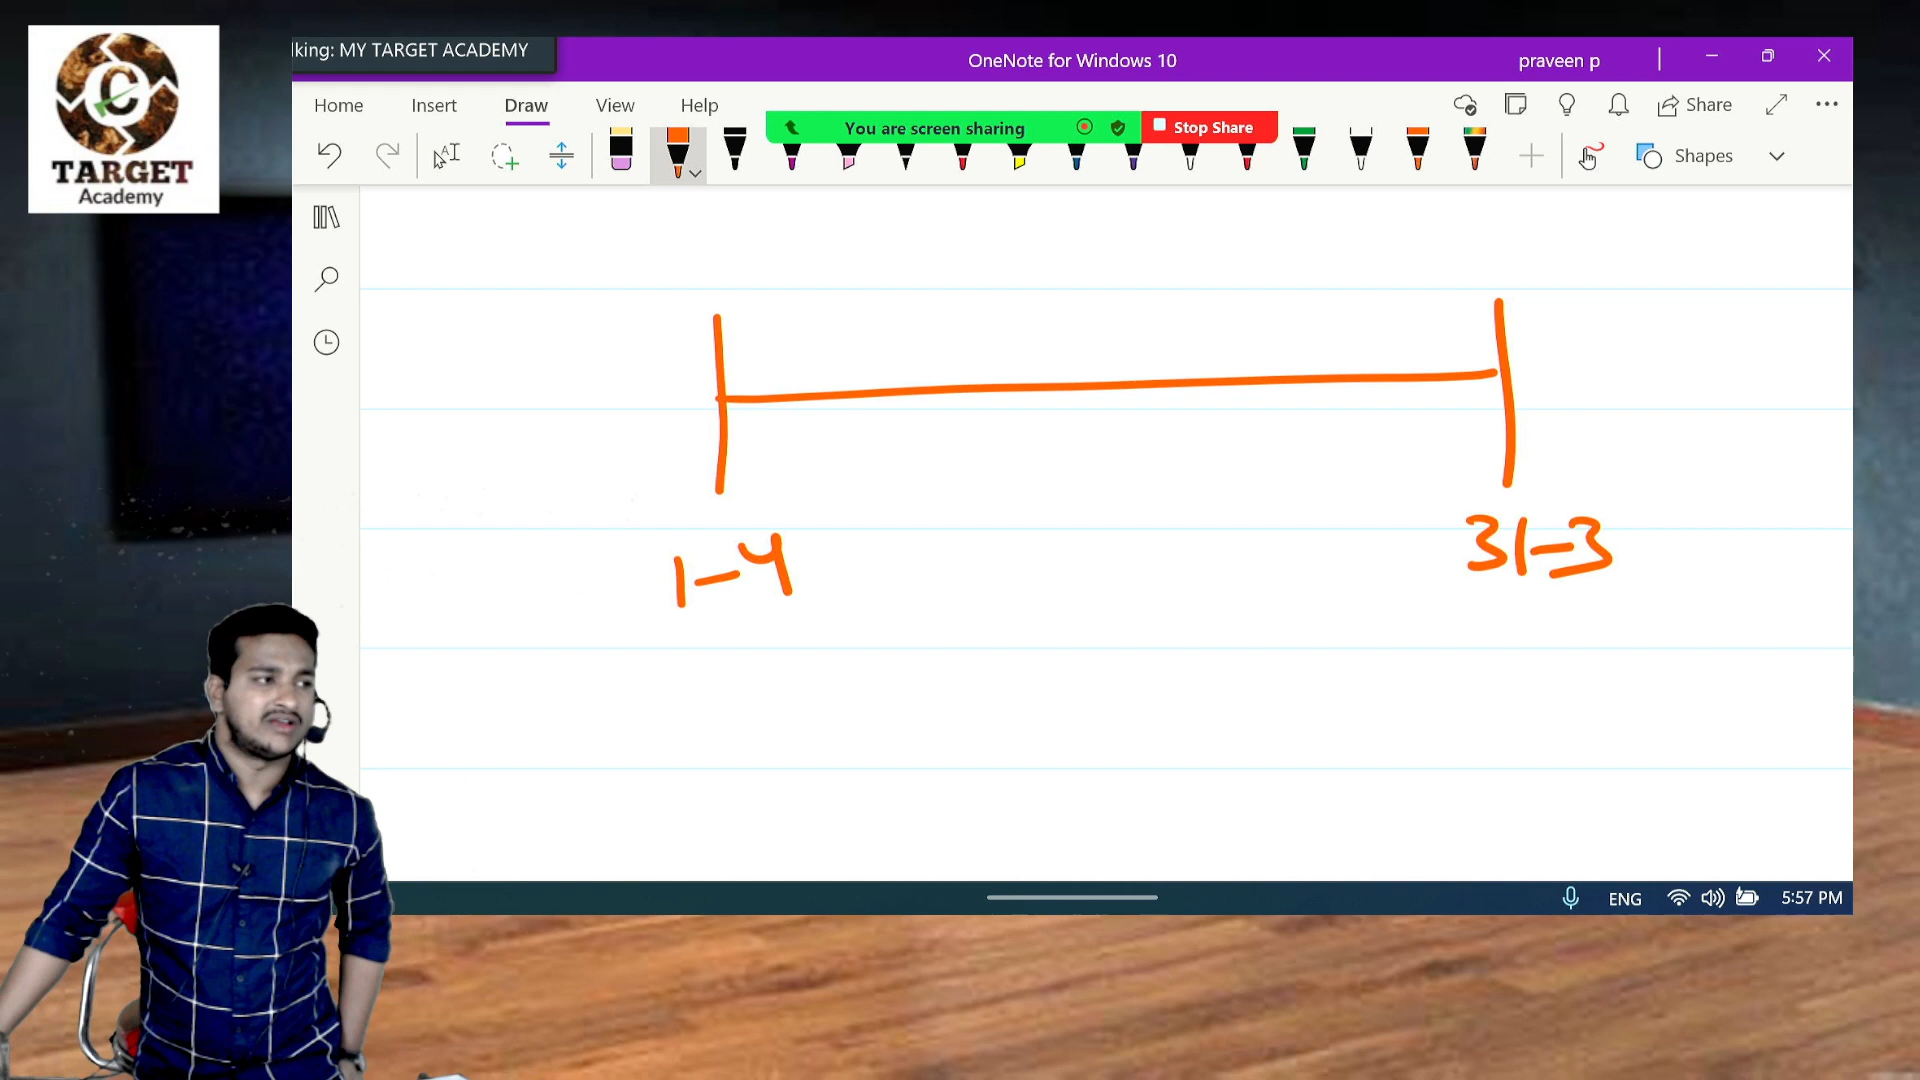 TARGET
Academy
lking: MY TARGET ACADEMY
OneNote for Windows 10
praveen p
Home Insert Draw View Help
You are screen sharing
Stop Share
Share
Shapes
1-4
31-3
ENG
5:57 PM